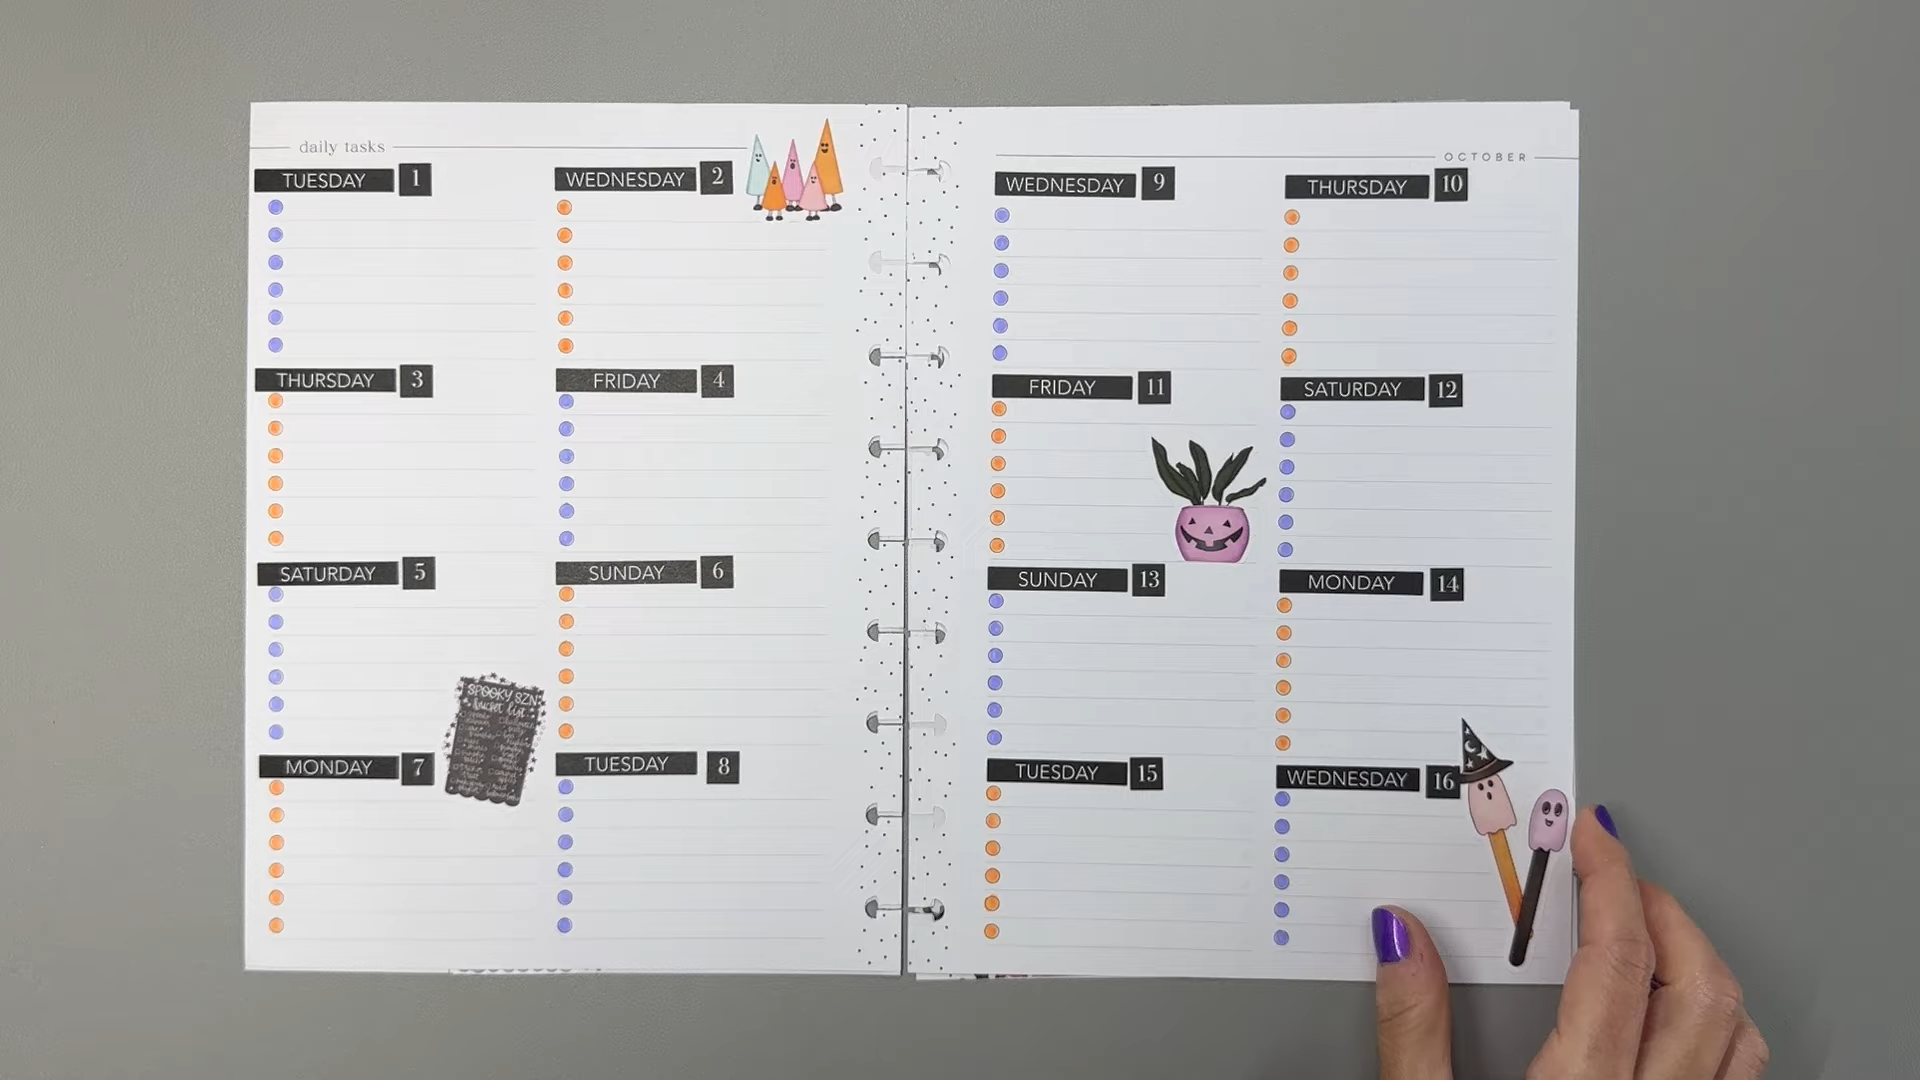 daily tasks
TUESDAY 1
WEDNESDAY 2
THURSDAY 3
FRIDAY 4
SATURDAY 5
SUNDAY 6
SPOOKY SZN
bucket list
MONDAY 7
TUESDAY 8
OCTOBER
WEDNESDAY 9
THURSDAY 10
FRIDAY 11
SATURDAY 12
SUNDAY 13
MONDAY 14
TUESDAY 15
WEDNESDAY 16